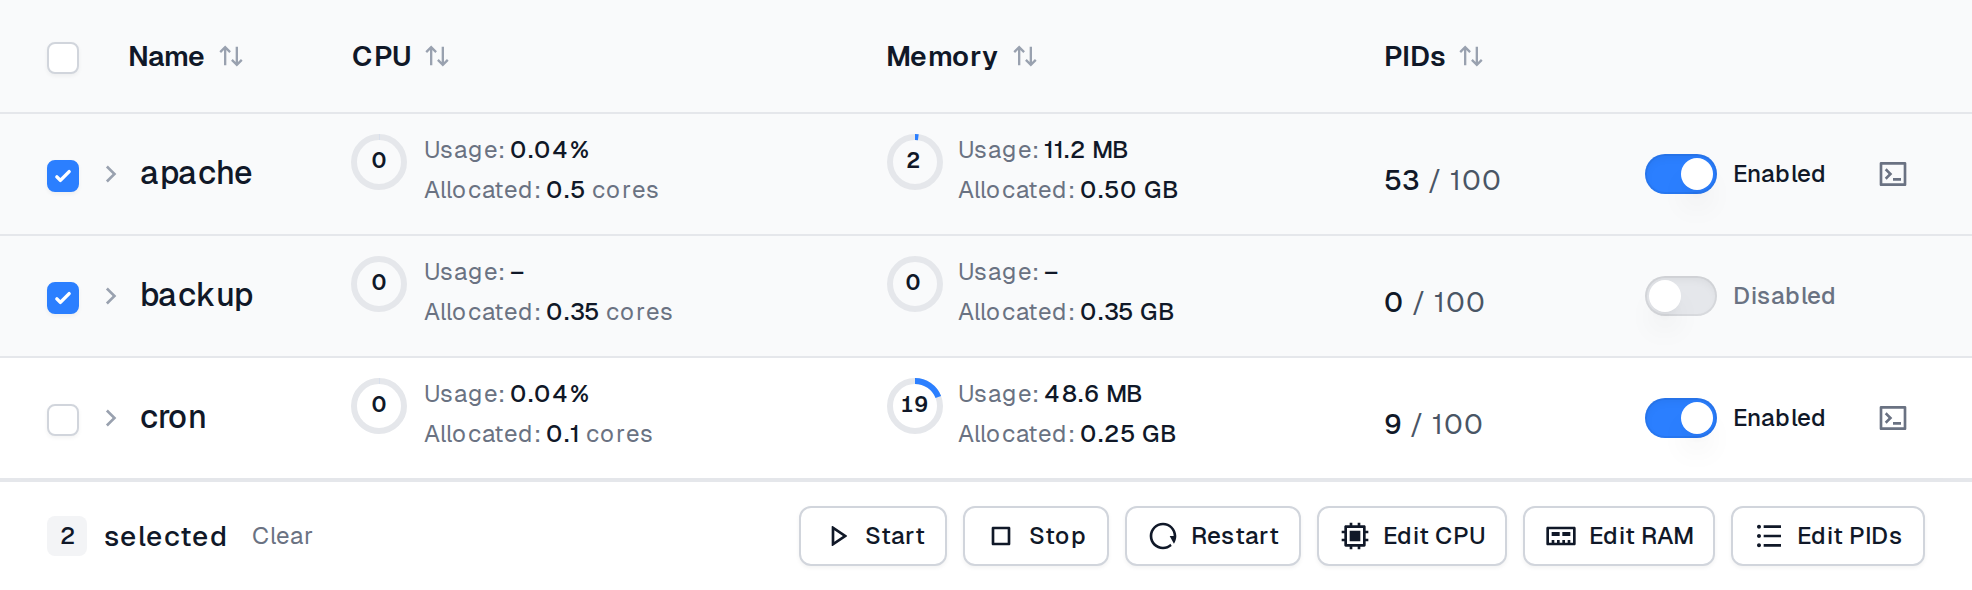 Name CPU Memory PIDs
apache 0 Usage: 0.04% 2 Usage: 11.2 MB 53 / 100 Enabled
Allocated: 0.5 cores Allocated: 0.50 GB
backup 0 Usage: – 0 Usage: – 0 / 100 Disabled
Allocated: 0.35 cores Allocated: 0.35 GB
cron 0 Usage: 0.04% 19 Usage: 48.6 MB 9 / 100 Enabled
Allocated: 0.1 cores Allocated: 0.25 GB
2 selected Clear Start Stop Restart Edit CPU Edit RAM Edit PIDs